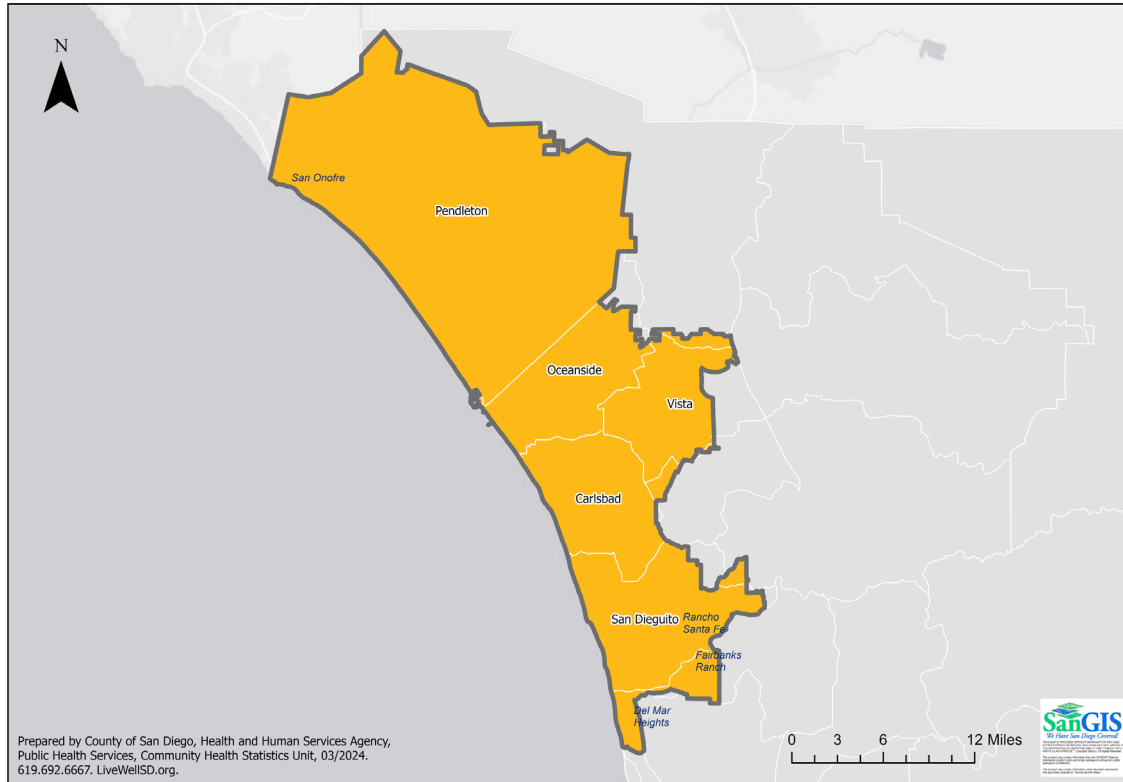 N
San Onofre
Pendleton
Oceanside
Vista
Carlsbad
San Dieguito
Rancho
Santa Fe
Fairbanks
Ranch
Del Mar
Heights
Prepared by County of San Diego, Health and Human Services Agency,
Public Health Services, Community Health Statistics Unit, 03/2024
619.692.6667. LiveWellSD.org.
0 3 6 12 Miles
SanGIS
We Have San Diego Covered!